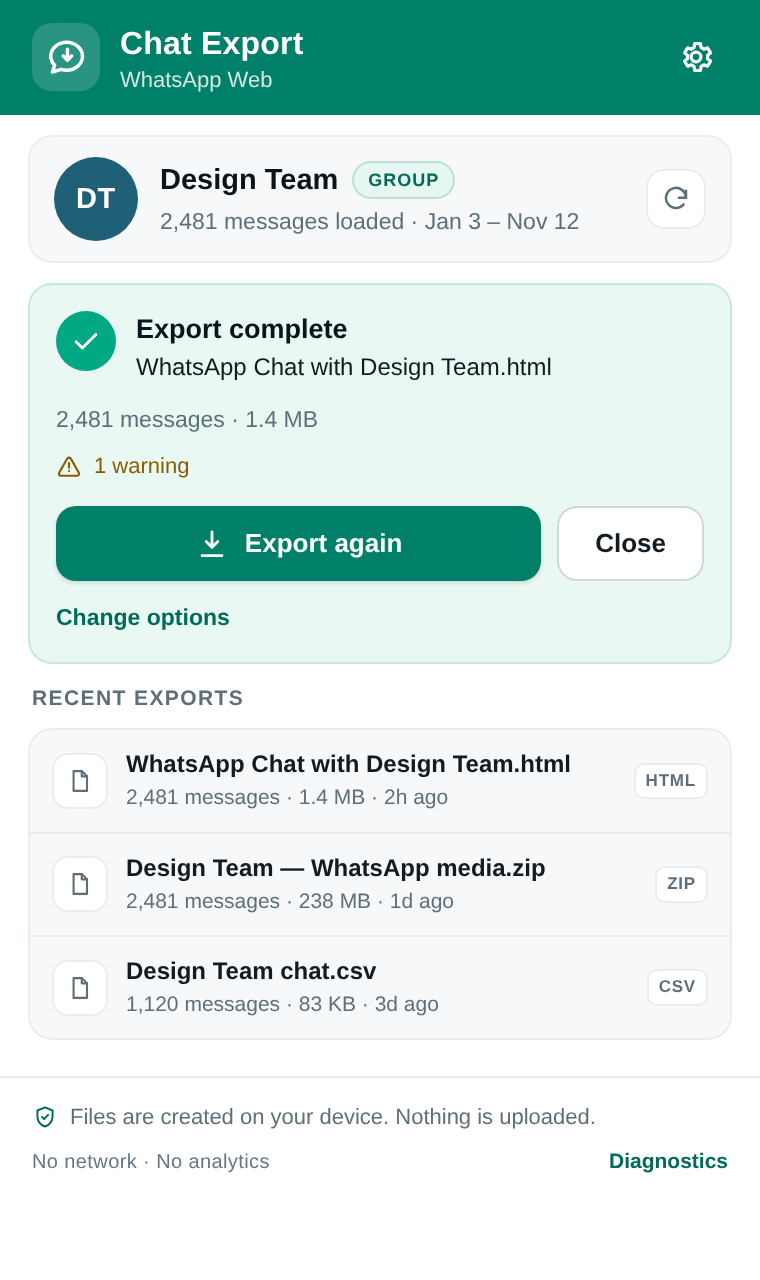 Chat Export
WhatsApp Web
DT
Design Team GROUP
2,481 messages loaded · Jan 3 – Nov 12
Export complete
WhatsApp Chat with Design Team.html
2,481 messages · 1.4 MB
1 warning
Export again Close
Change options
RECENT EXPORTS
WhatsApp Chat with Design Team.html
2,481 messages · 1.4 MB · 2h ago
HTML
Design Team — WhatsApp media.zip
2,481 messages · 238 MB · 1d ago
ZIP
Design Team chat.csv
1,120 messages · 83 KB · 3d ago
CSV
Files are created on your device. Nothing is uploaded.
No network · No analytics Diagnostics